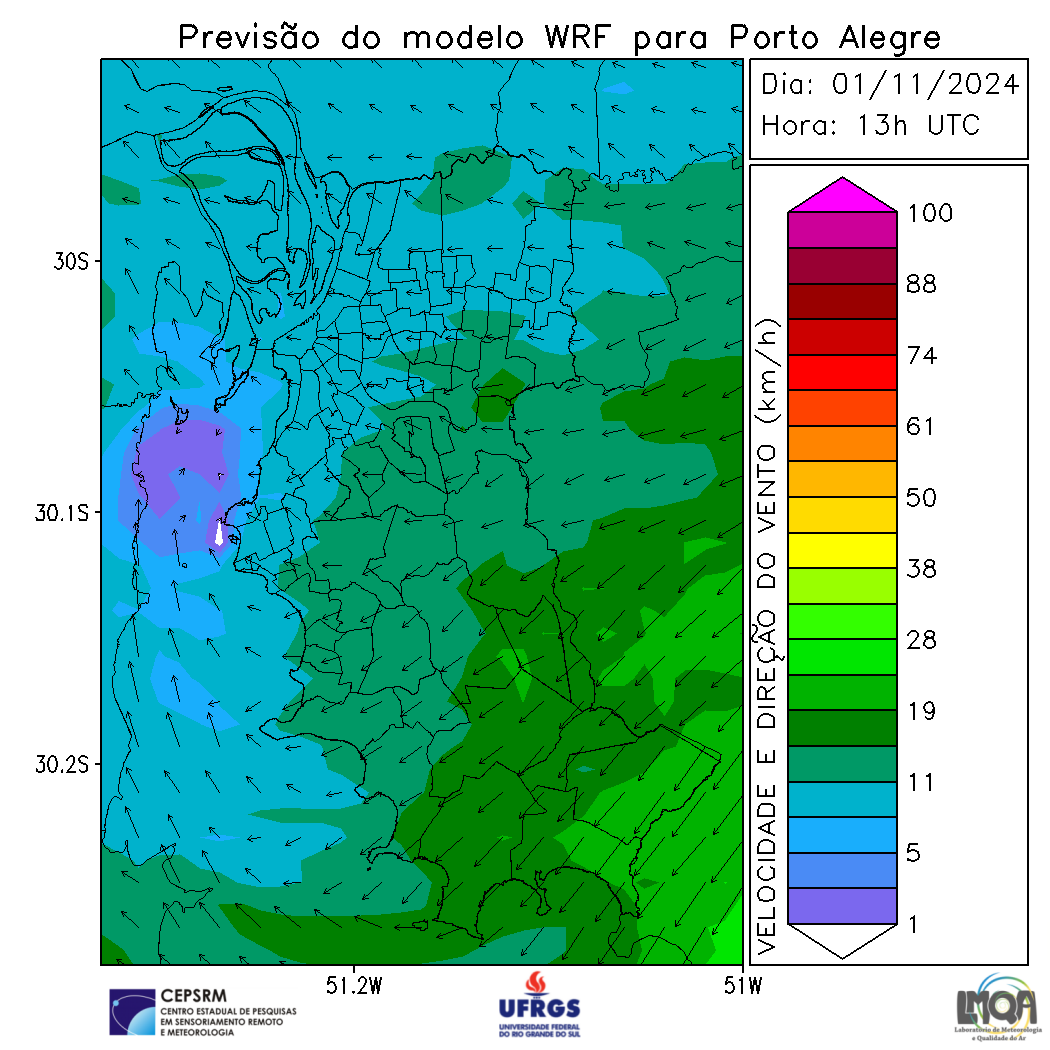 Previsão do modelo WRF para Porto Alegre
Dia: 01/11/2024
Hora: 13h UTC
30S
30.1S
30.2S
51.2W
51W
VELOCIDADE E DIREÇÃO DO VENTO (km/h)
100
88
74
61
50
38
28
19
11
5
1
CEPSRM
CENTRO ESTADUAL DE PESQUISAS
EM SENSORIAMENTO REMOTO
E METEOROLOGIA
UFRGS
UNIVERSIDADE FEDERAL
DO RIO GRANDE DO SUL
LMQA
Laboratório de Meteorologia
e Qualidade do Ar